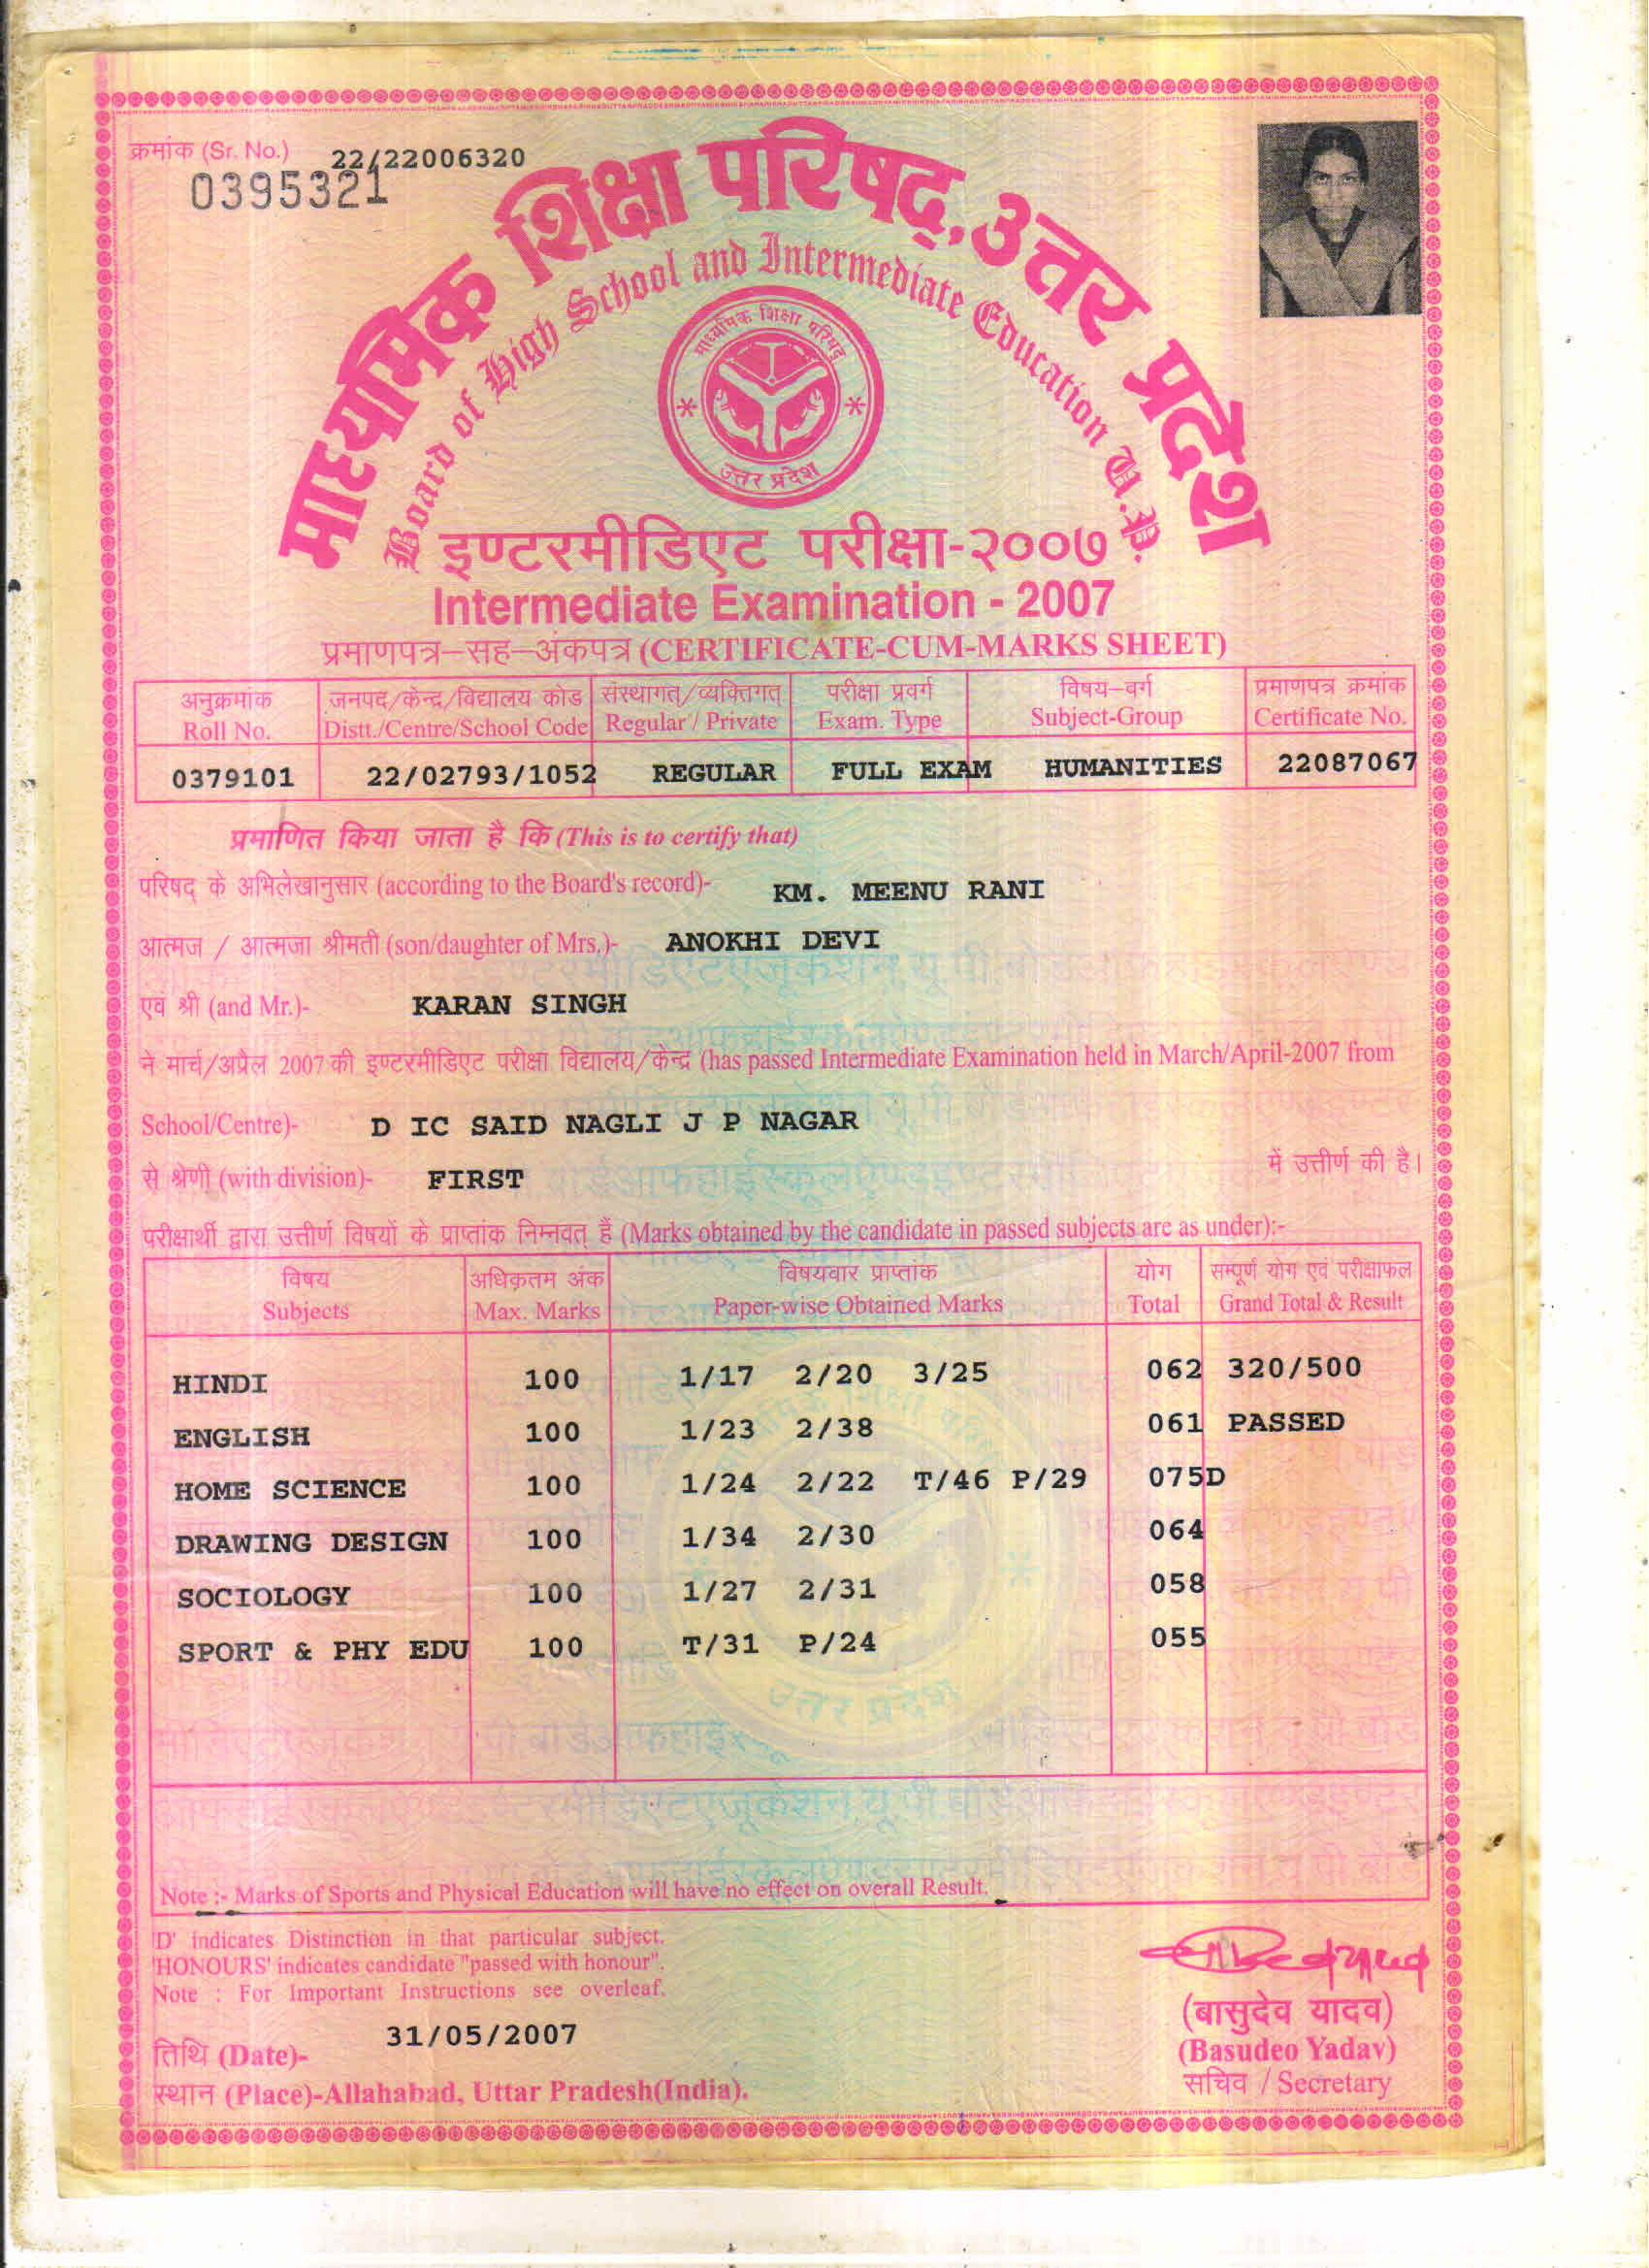 क्रमांक (Sr. No.) 22/22006320
0395321
माध्यमिक शिक्षा परिषद्, उत्तर प्रदेश
Board of High School and Intermediate Education U.P.
माध्यमिक शिक्षा परिषद्
उत्तर प्रदेश
इण्टरमीडिएट परीक्षा-२००७
Intermediate Examination - 2007
प्रमाणपत्र-सह-अंकपत्र (CERTIFICATE-CUM-MARKS SHEET)
अनुक्रमांक जनपद/केन्द्र/विद्यालय कोड संस्थागत/व्यक्तिगत परीक्षा प्रवर्ग विषय-वर्ग प्रमाणपत्र क्रमांक
Roll No. Distt./Centre/School Code Regular / Private Exam. Type Subject-Group Certificate No.
0379101 22/02793/1052 REGULAR FULL EXAM HUMANITIES 22087067
प्रमाणित किया जाता है कि (This is to certify that)
परिषद के अभिलेखानुसार (according to the Board's record)- KM. MEENU RANI
आत्मज / आत्मजा श्रीमती (son/daughter of Mrs.)- ANOKHI DEVI
एवं श्री (and Mr.)- KARAN SINGH
ने मार्च/अप्रैल 2007 की इण्टरमीडिएट परीक्षा विद्यालय/केन्द्र (has passed Intermediate Examination held in March/April-2007 from
School/Centre)- D IC SAID NAGLI J P NAGAR
से श्रेणी (with division)- FIRST में उत्तीर्ण की है।
परीक्षार्थी द्वारा उत्तीर्ण विषयों के प्राप्तांक निम्नवत् हैं (Marks obtained by the candidate in passed subjects are as under):-
विषय अधिकतम अंक विषयवार प्राप्तांक योग सम्पूर्ण योग एवं परीक्षाफल
Subjects Max. Marks Paper-wise Obtained Marks Total Grand Total & Result
HINDI 100 1/17 2/20 3/25 062 320/500
ENGLISH 100 1/23 2/38 061 PASSED
HOME SCIENCE 100 1/24 2/22 T/46 P/29 075D
DRAWING DESIGN 100 1/34 2/30 064
SOCIOLOGY 100 1/27 2/31 058
SPORT & PHY EDU 100 T/31 P/24 055
Note :- Marks of Sports and Physical Education will have no effect on overall Result.
'D' indicates Distinction in that particular subject.
'HONOURS' indicates candidate "passed with honour".
Note : For Important Instructions see overleaf.
तिथि (Date)- 31/05/2007
स्थान (Place)-Allahabad, Uttar Pradesh(India).
(बासुदेव यादव)
(Basudeo Yadav)
सचिव / Secretary